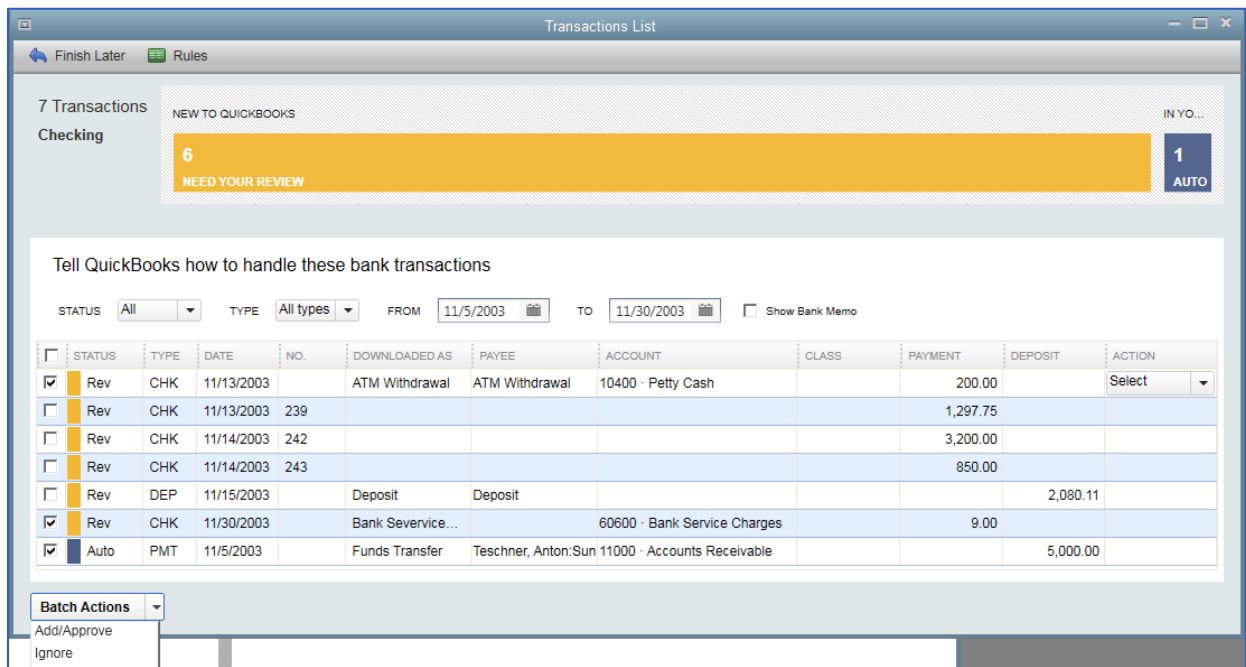 Transactions List
Finish Later Rules
7 Transactions
Checking
NEW TO QUICKBOOKS IN YO...
6 1
NEED YOUR REVIEW AUTO
Tell QuickBooks how to handle these bank transactions
STATUS All TYPE All types FROM 11/5/2003 TO 11/30/2003 Show Bank Memo
STATUS TYPE DATE NO. DOWNLOADED AS PAYEE ACCOUNT CLASS PAYMENT DEPOSIT ACTION
Rev CHK 11/13/2003 ATM Withdrawal ATM Withdrawal 10400 · Petty Cash 200.00 Select
Rev CHK 11/13/2003 239 1,297.75
Rev CHK 11/14/2003 242 3,200.00
Rev CHK 11/14/2003 243 850.00
Rev DEP 11/15/2003 Deposit Deposit 2,080.11
Rev CHK 11/30/2003 Bank Severvice... 60600 · Bank Service Charges 9.00
Auto PMT 11/5/2003 Funds Transfer Teschner, Anton:Sun 11000 · Accounts Receivable 5,000.00
Batch Actions
Add/Approve
Ignore